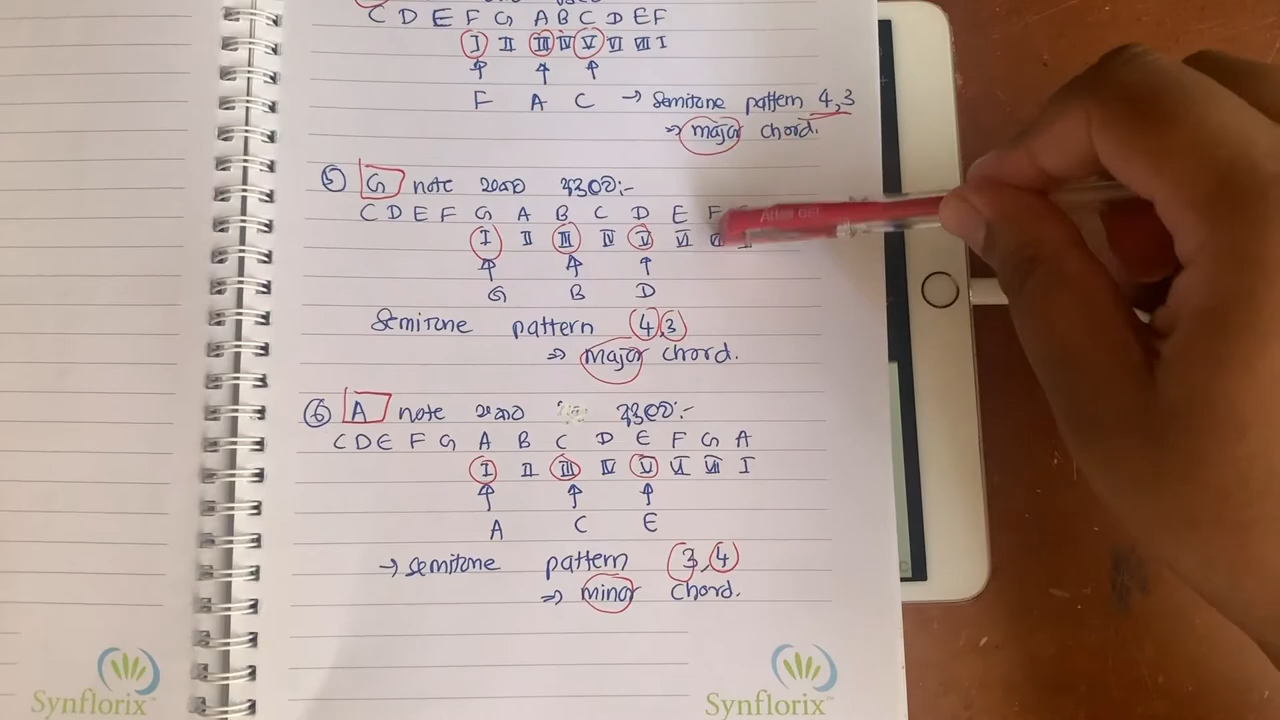 C D E F G A B C D E F
I II III IV V VI VII I
F A C → Semitone pattern 4,3
⇒ major chord.
⑤ G note
C D E F G A B C D E F
I II III IV V VI
G B D
Semitone pattern 4,3
⇒ major chord.
⑥ A note
C D E F G A B C D E F G A
I II III IV V VI VII I
A C E
→ Semitone pattern 3,4
⇒ minor chord.
Synflorix
Synflorix